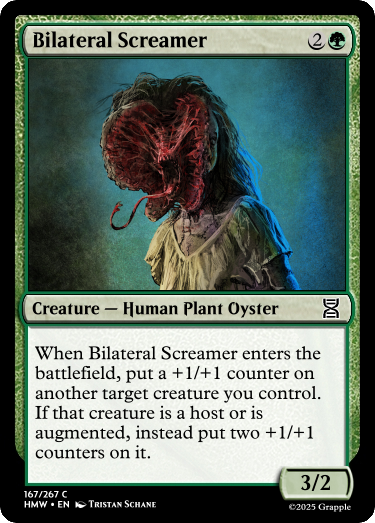 Bilateral Screamer 2
Creature — Human Plant Oyster
When Bilateral Screamer enters the
battlefield, put a +1/+1 counter on
another target creature you control.
If that creature is a host or is
augmented, instead put two +1/+1
counters on it.
3/2
167/267 C
HMW • EN Tristan Schane
©2025 Grapple